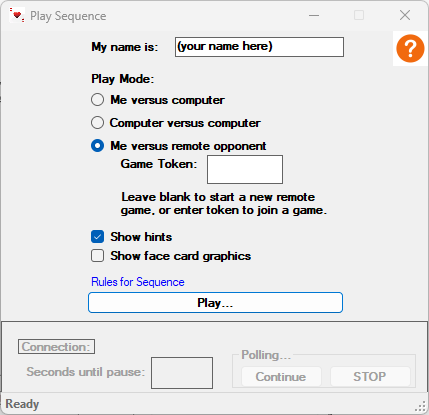 Play Sequence
My name is: (your name here)
?
Play Mode:
Me versus computer
Computer versus computer
Me versus remote opponent
Game Token:
Leave blank to start a new remote
game, or enter token to join a game.
Show hints
Show face card graphics
Rules for Sequence
Play...
Connection:
Polling...
Seconds until pause:
Continue STOP
Ready